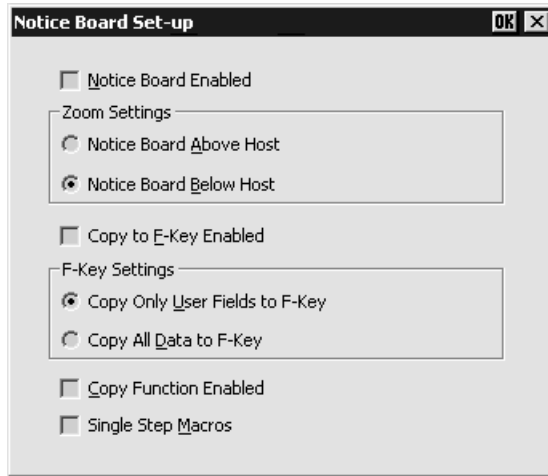 Notice Board Set-up OK
Notice Board Enabled
Zoom Settings
Notice Board Above Host
Notice Board Below Host
Copy to F-Key Enabled
F-Key Settings
Copy Only User Fields to F-Key
Copy All Data to F-Key
Copy Function Enabled
Single Step Macros